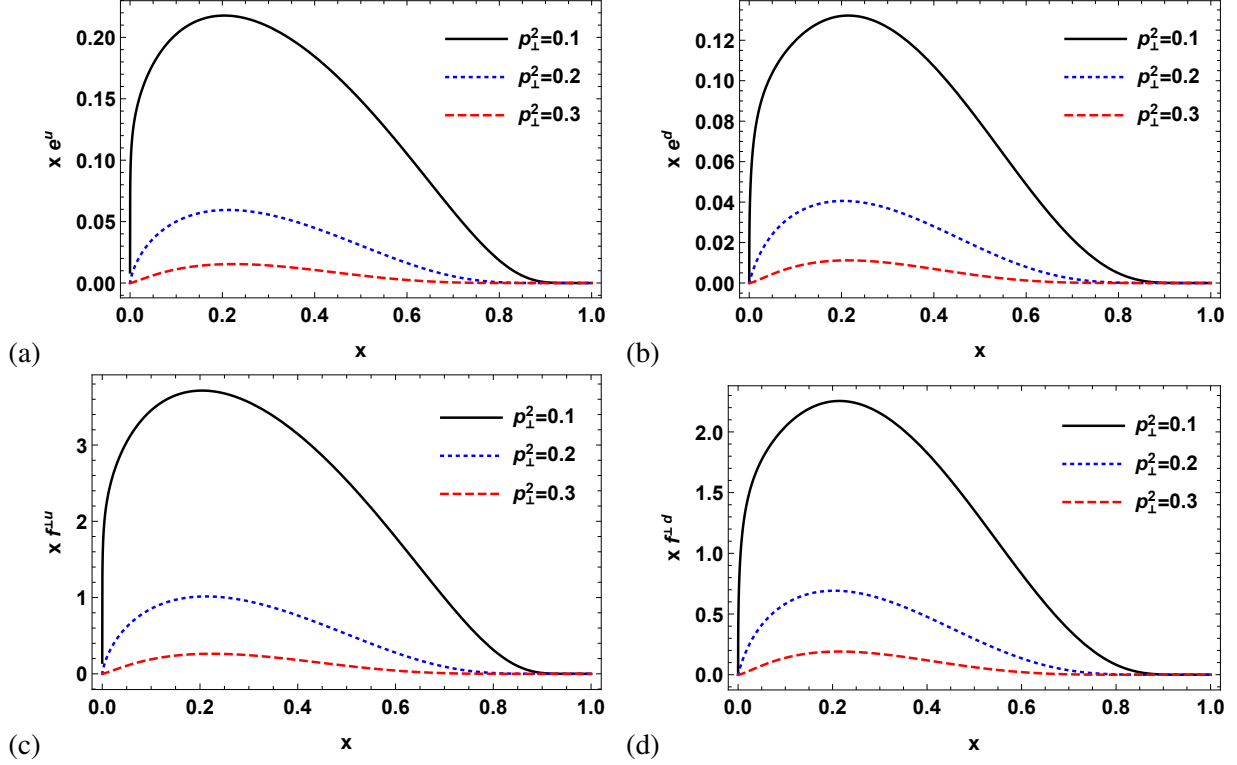 0.20
0.15
0.10
0.05
0.00
x e^u
p⊥²=0.1
p⊥²=0.2
p⊥²=0.3
0.0 0.2 0.4 0.6 0.8 1.0
x
(a)
0.12
0.10
0.08
0.06
0.04
0.02
0.00
x e^d
p⊥²=0.1
p⊥²=0.2
p⊥²=0.3
0.0 0.2 0.4 0.6 0.8 1.0
x
(b)
3
2
1
0
x f^⊥u
p⊥²=0.1
p⊥²=0.2
p⊥²=0.3
0.0 0.2 0.4 0.6 0.8 1.0
x
(c)
2.0
1.5
1.0
0.5
0.0
x f^⊥d
p⊥²=0.1
p⊥²=0.2
p⊥²=0.3
0.0 0.2 0.4 0.6 0.8 1.0
x
(d)